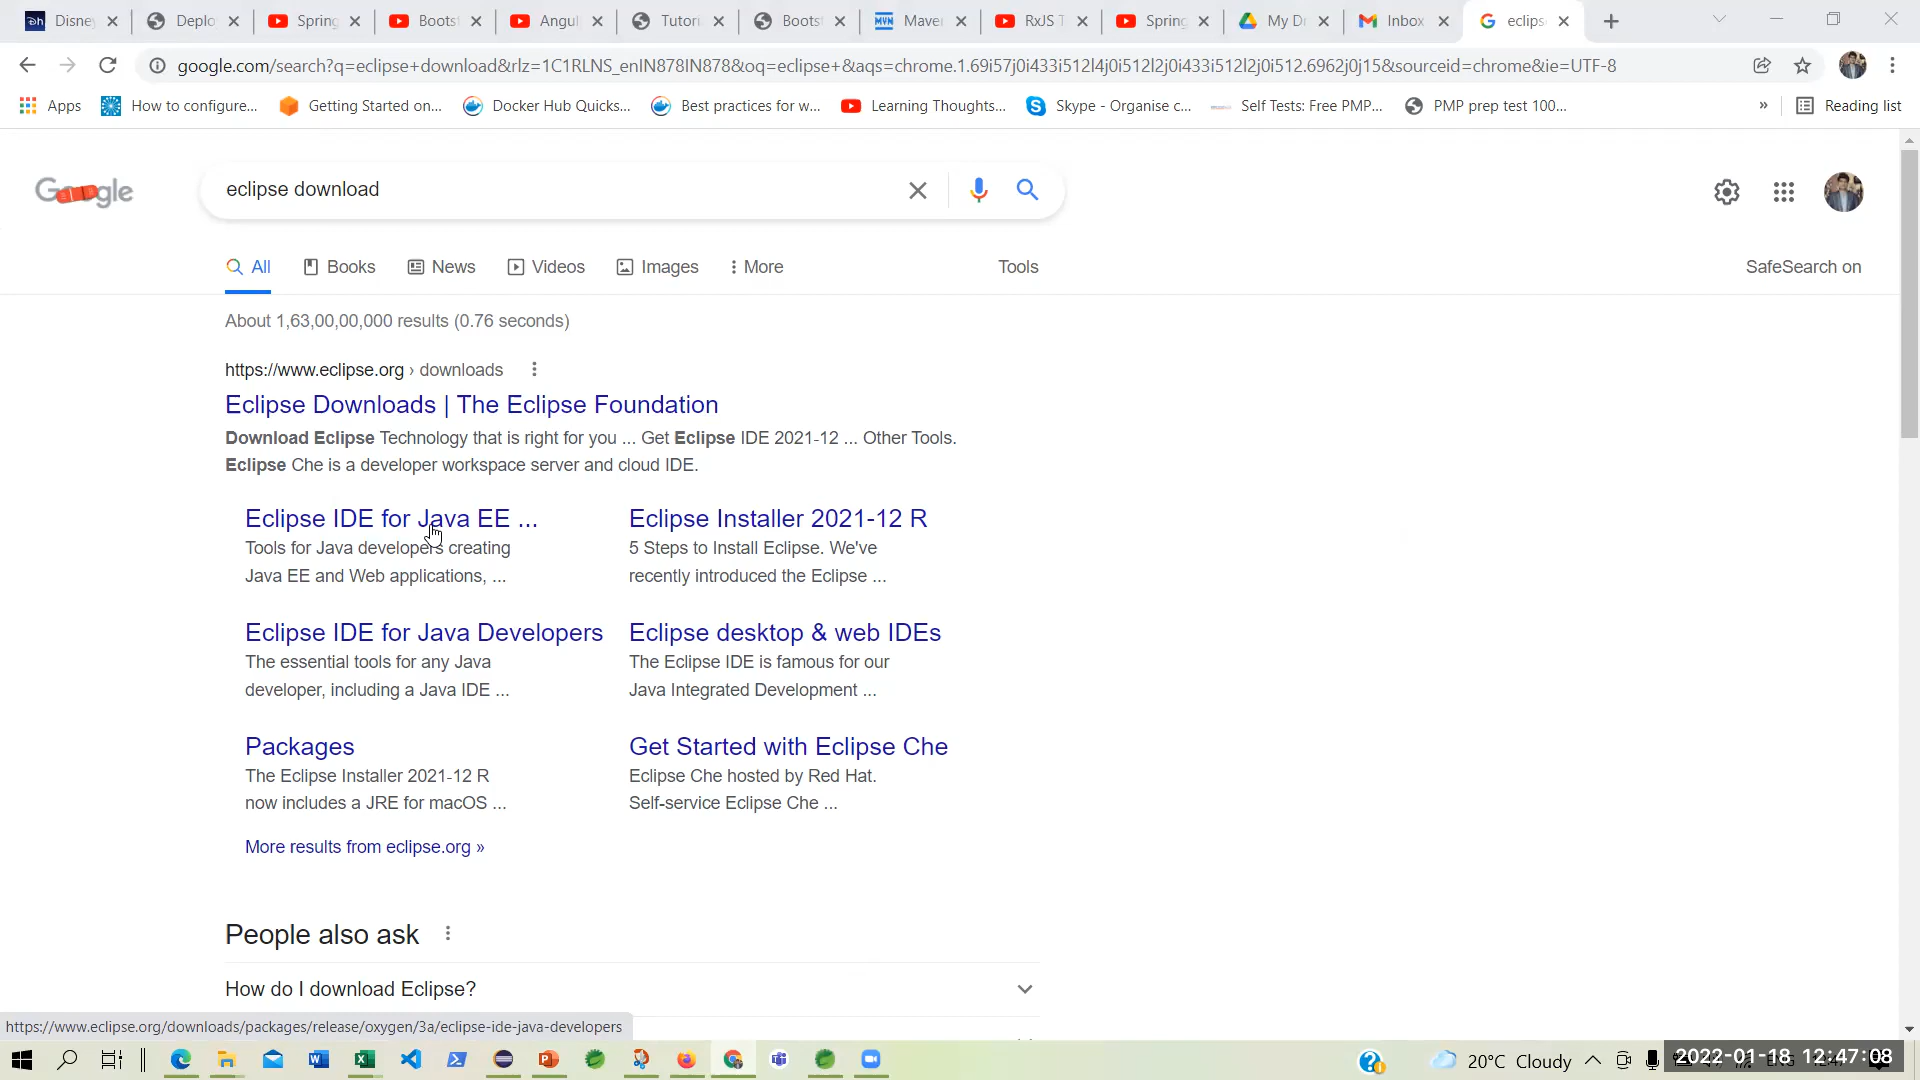 Disney
Deplo
Spring
Boots
Angul
Tutori
Boots
Maver
RxJS T
Spring
My Dr
Inbox
eclips
google.com/search?q=eclipse+download&rlz=1C1RLNS_enIN878IN878&oq=eclipse+&aqs=chrome.1.69i57j0i433i512l4j0i512l2j0i433i512l2j0i512.6962j0j15&sourceid=chrome&ie=UTF-8
Apps
How to configure...
Getting Started on...
Docker Hub Quicks...
Best practices for w...
Learning Thoughts...
Skype - Organise c...
Self Tests: Free PMP...
PMP prep test 100...
»
Reading list
Google
eclipse download
All
Books
News
Videos
Images
More
Tools
SafeSearch on
About 1,63,00,00,000 results (0.76 seconds)
https://www.eclipse.org › downloads
Eclipse Downloads | The Eclipse Foundation
Download Eclipse Technology that is right for you ... Get Eclipse IDE 2021-12 ... Other Tools.
Eclipse Che is a developer workspace server and cloud IDE.
Eclipse IDE for Java EE ...
Tools for Java developers creating
Java EE and Web applications, ...
Eclipse Installer 2021-12 R
5 Steps to Install Eclipse. We've
recently introduced the Eclipse ...
Eclipse IDE for Java Developers
The essential tools for any Java
developer, including a Java IDE ...
Eclipse desktop & web IDEs
The Eclipse IDE is famous for our
Java Integrated Development ...
Packages
The Eclipse Installer 2021-12 R
now includes a JRE for macOS ...
Get Started with Eclipse Che
Eclipse Che hosted by Red Hat.
Self-service Eclipse Che ...
More results from eclipse.org »
People also ask
How do I download Eclipse?
https://www.eclipse.org/downloads/packages/release/oxygen/3a/eclipse-ide-java-developers
20°C Cloudy
2022-01-18 12:47:08